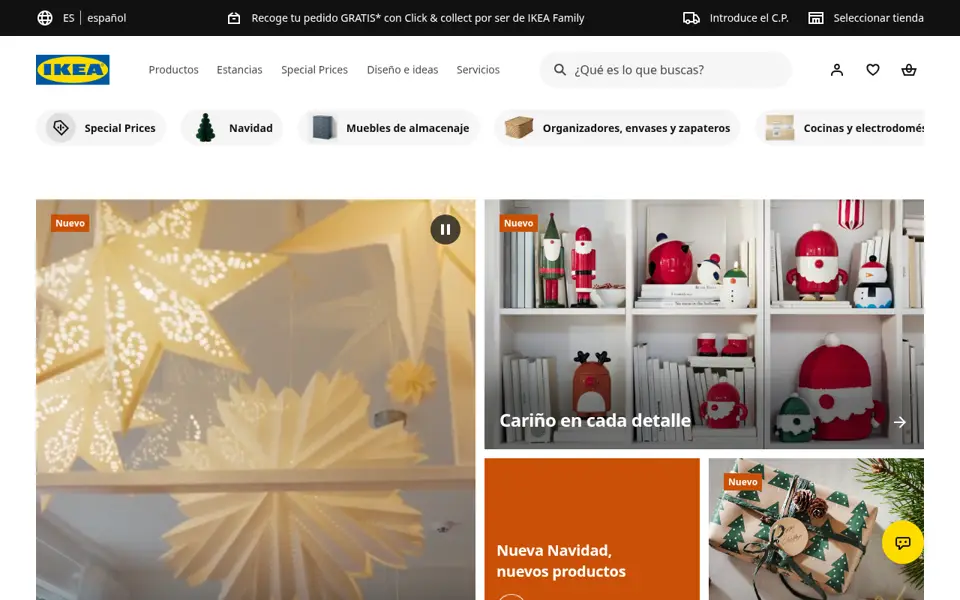 ES
español
Recoge tu pedido GRATIS* con Click & collect por ser de IKEA Family
Introduce el C.P.
Seleccionar tienda
IKEA
Productos
Estancias
Special Prices
Diseño e ideas
Servicios
¿Qué es lo que buscas?
Special Prices
Navidad
Muebles de almacenaje
Organizadores, envases y zapateros
Cocinas y electrodomés
Nuevo
Nuevo
Cariño en cada detalle
Nueva Navidad,
nuevos productos
Nuevo